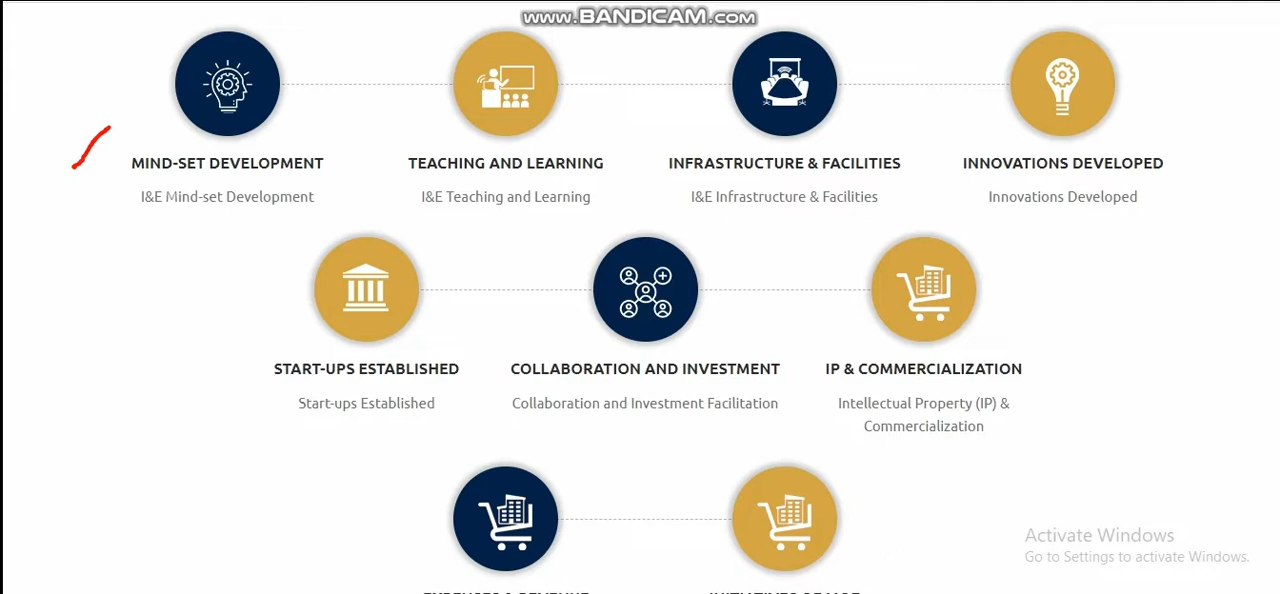 www.BANDICAM.com
MIND-SET DEVELOPMENT
I&E Mind-set Development
TEACHING AND LEARNING
I&E Teaching and Learning
INFRASTRUCTURE & FACILITIES
I&E Infrastructure & Facilities
INNOVATIONS DEVELOPED
Innovations Developed
START-UPS ESTABLISHED
Start-ups Established
COLLABORATION AND INVESTMENT
Collaboration and Investment Facilitation
IP & COMMERCIALIZATION
Intellectual Property (IP) &
Commercialization
Activate Windows
Go to Settings to activate Windows.